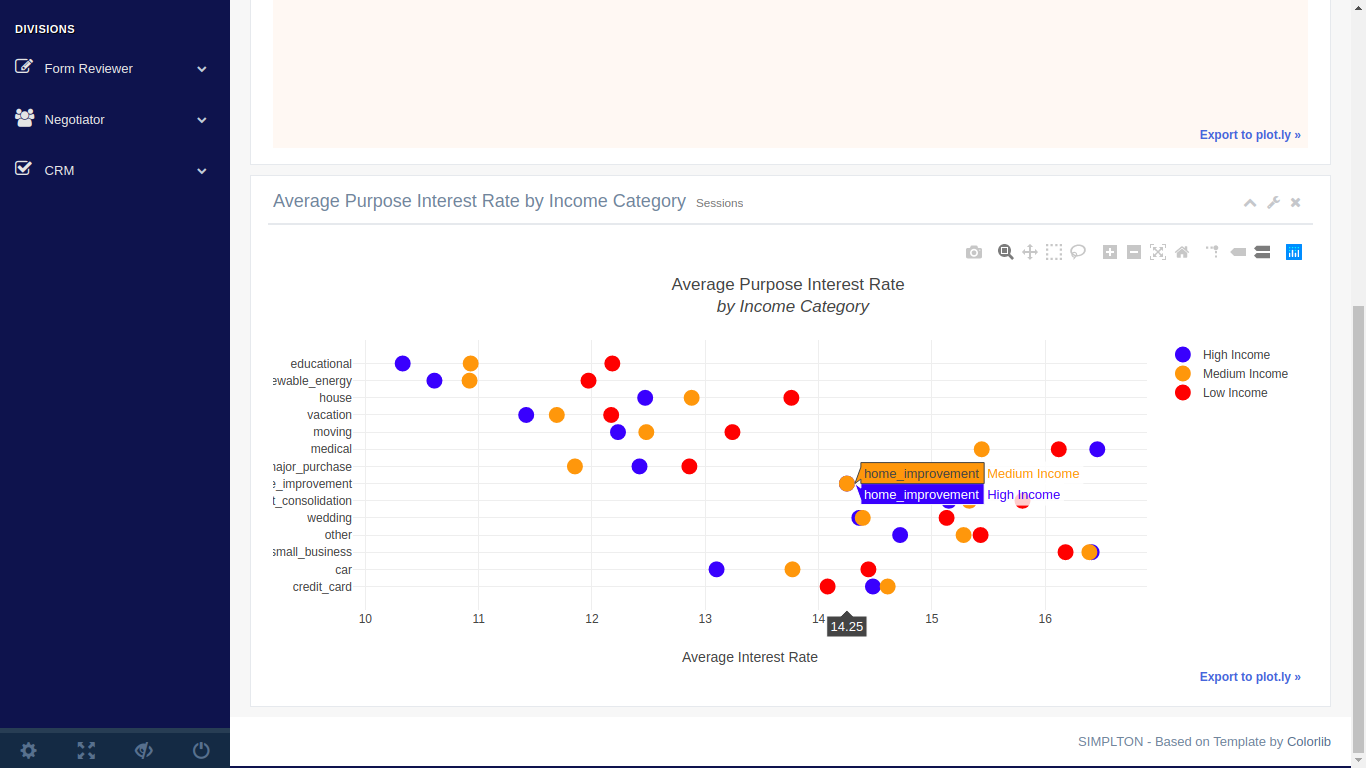 DIVISIONS
Form Reviewer
Negotiator
CRM
Export to plot.ly »
Average Purpose Interest Rate by Income Category Sessions
Average Purpose Interest Rate
by Income Category
educational
ewable_energy
house
vacation
moving
medical
major_purchase
e_improvement
t_consolidation
wedding
other
small_business
car
credit_card
home_improvement Medium Income
home_improvement High Income
10 11 12 13 14 15 16
14.25
Average Interest Rate
High Income
Medium Income
Low Income
Export to plot.ly »
SIMPLTON - Based on Template by Colorlib